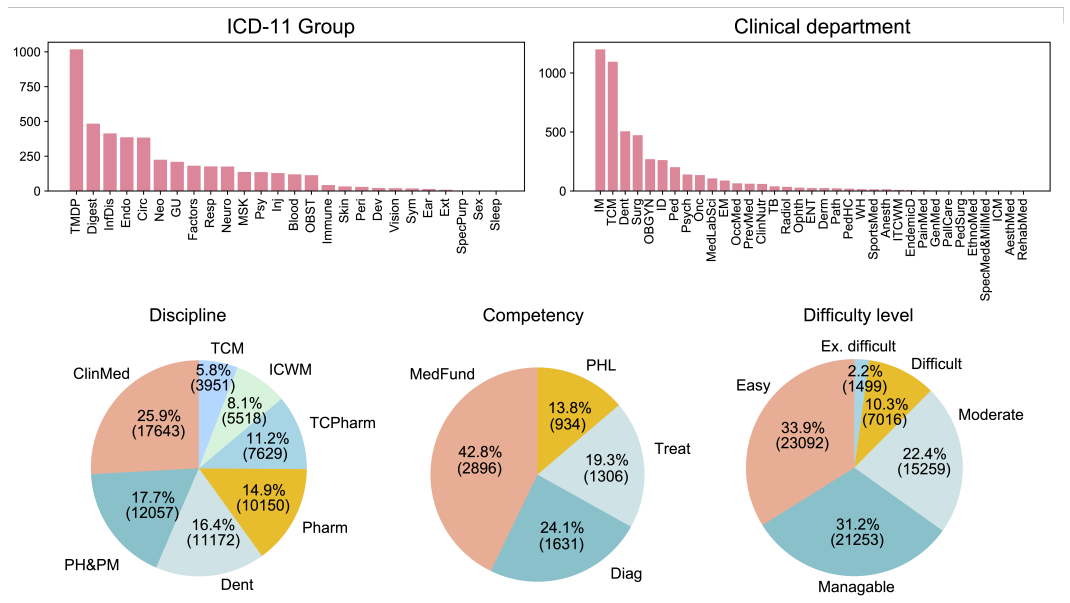 ICD-11 Group
1000
750
500
250
0
TMDP
Digest
InfDIs
Endo
Circ
Neo
GU
Factors
Resp
Neuro
MSK
Psy
Inj
Blood
OBST
Immune
Skin
Peri
Dev
Vision
Sym
Ear
Ext
SpecPurp
Sex
Sleep
Clinical department
1000
500
0
IM
TCM
Dent
Surg
OBGYN
ID
Ped
Psych
Onc
MedLabSci
EM
OccMed
PrevMed
ClinNutr
TB
Radiol
Ophth
ENT
Derm
Path
PedHC
WH
SportsMed
Anesth
ITCWM
EndemicD
PainMed
GenMed
PallCare
PedSurg
EthnoMed
SpecMed&MilMed
ICM
AesthMed
RehabMed
Discipline
TCM
5.8%
(3951)
ICWM
8.1%
(5518)
TCPharm
11.2%
(7629)
Pharm
14.9%
(10150)
Dent
16.4%
(11172)
PH&PM
17.7%
(12057)
ClinMed
25.9%
(17643)
Competency
PHL
13.8%
(934)
Treat
19.3%
(1306)
Diag
24.1%
(1631)
MedFund
42.8%
(2896)
Difficulty level
Ex. difficult
2.2%
(1499)
Difficult
10.3%
(7016)
Moderate
22.4%
(15259)
Managable
31.2%
(21253)
Easy
33.9%
(23092)